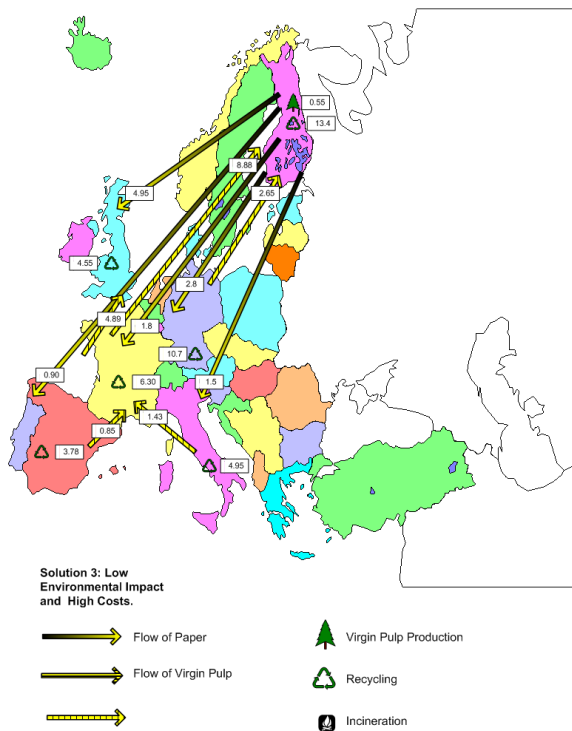 0.55
13.4
8.88
4.95
2.65
4.55
2.8
4.89
1.8
10.7
0.90
6.30
1.5
1.43
0.85
3.78
4.95
Solution 3: Low
Environmental Impact
and High Costs.
Flow of Paper
Virgin Pulp Production
Flow of Virgin Pulp
Recycling
Incineration